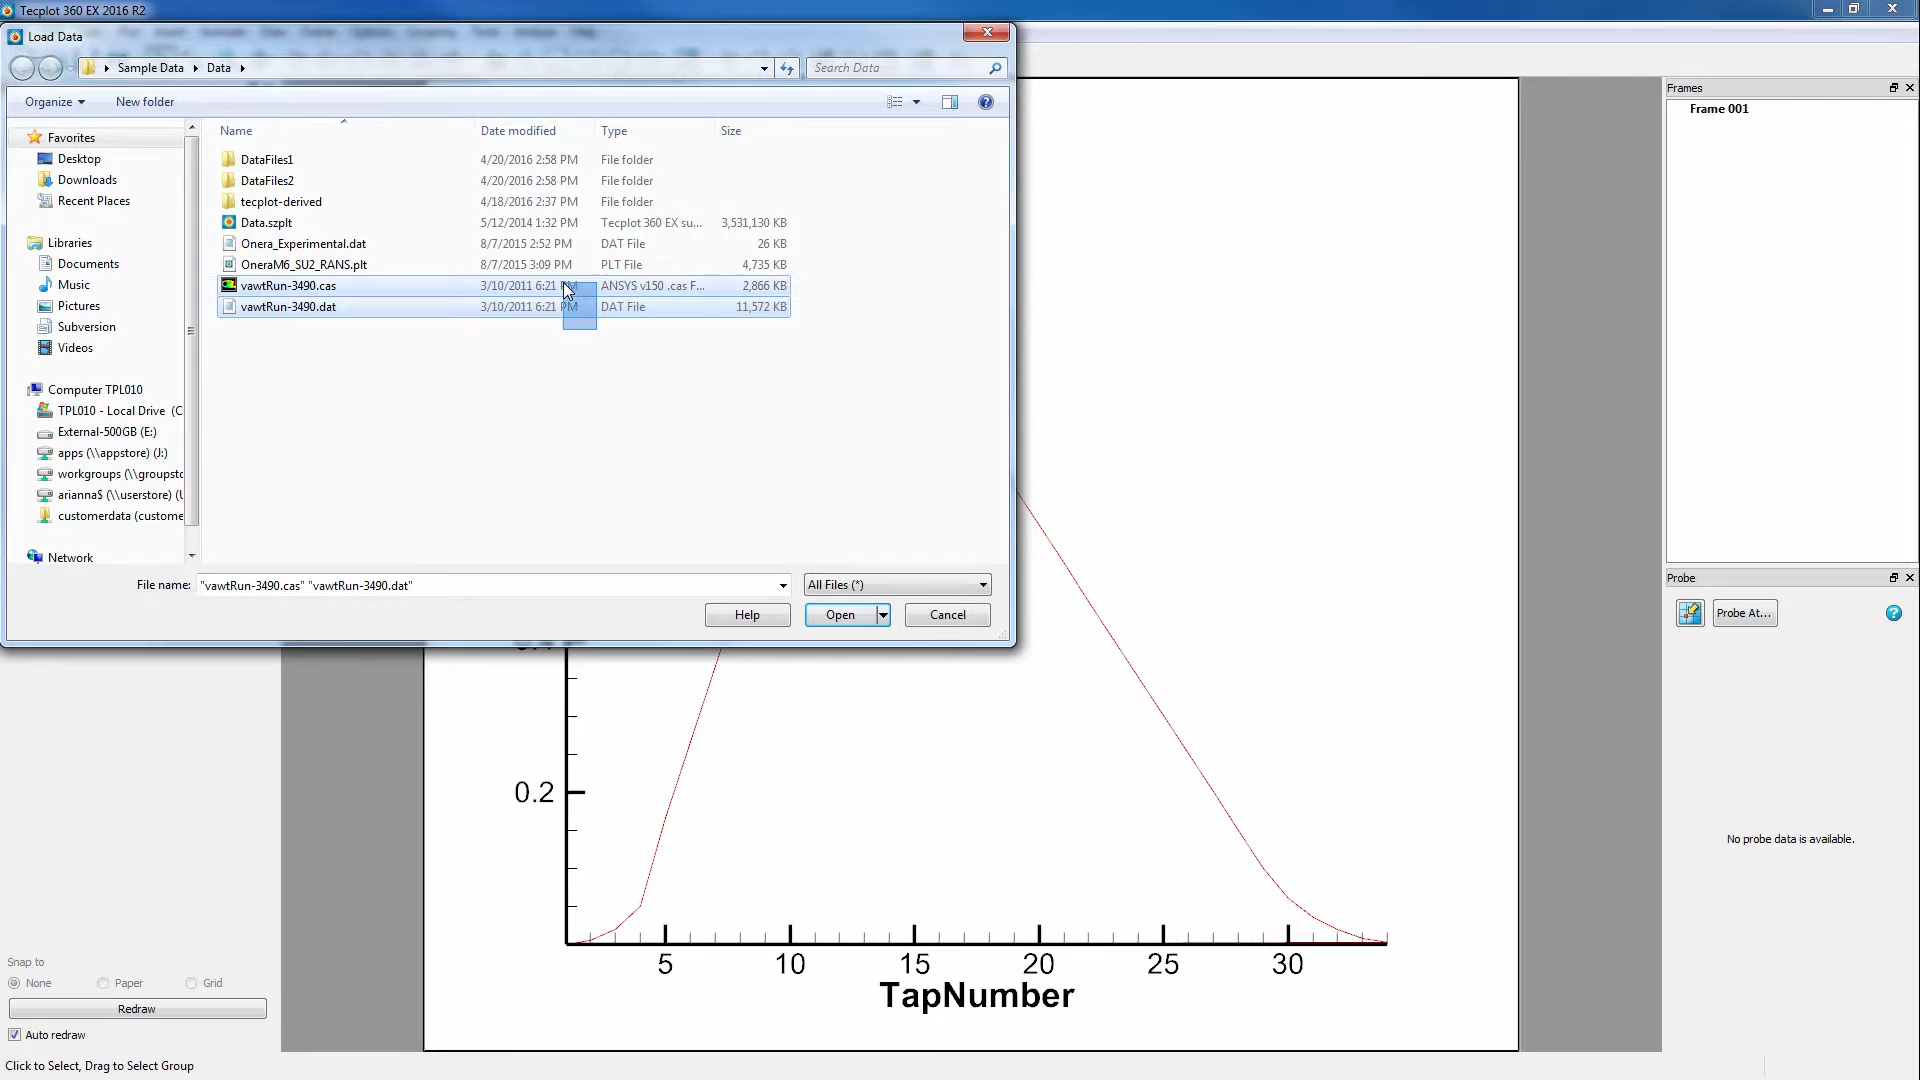 Tecplot 360 EX 2016 R2
Load Data
Sample Data
Data
Search Data
Organize
New folder
Name
Date modified
Type
Size
DataFiles1 4/20/2016 2:58 PM File folder
DataFiles2 4/20/2016 2:58 PM File folder
tecplot-derived 4/18/2016 2:37 PM File folder
Data.szplt 5/12/2014 1:32 PM Tecplot 360 EX su... 3,531,130 KB
Onera_Experimental.dat 8/7/2015 2:52 PM DAT File 26 KB
OneraM6_SU2_RANS.plt 8/7/2015 3:09 PM PLT File 4,735 KB
vawtRun-3490.cas 3/10/2011 6:21 PM ANSYS v150 .cas F... 2,866 KB
vawtRun-3490.dat 3/10/2011 6:21 PM DAT File 11,572 KB
Favorites
Desktop
Downloads
Recent Places
Libraries
Documents
Music
Pictures
Subversion
Videos
Computer TPL010
TPL010 - Local Drive (C
External-500GB (E:)
apps (\\appstore) (J:)
workgroups (\\groupsto
arianna$ (\\userstore) (U
customerdata (custome
Network
File name: "vawtRun-3490.cas" "vawtRun-3490.dat"
All Files (*)
Help
Open
Cancel
Frames
Frame 001
Probe
Probe At...
No probe data is available.
0.2
5 10 15 20 25 30
TapNumber
Snap to
None Paper Grid
Redraw
Auto redraw
Click to Select, Drag to Select Group